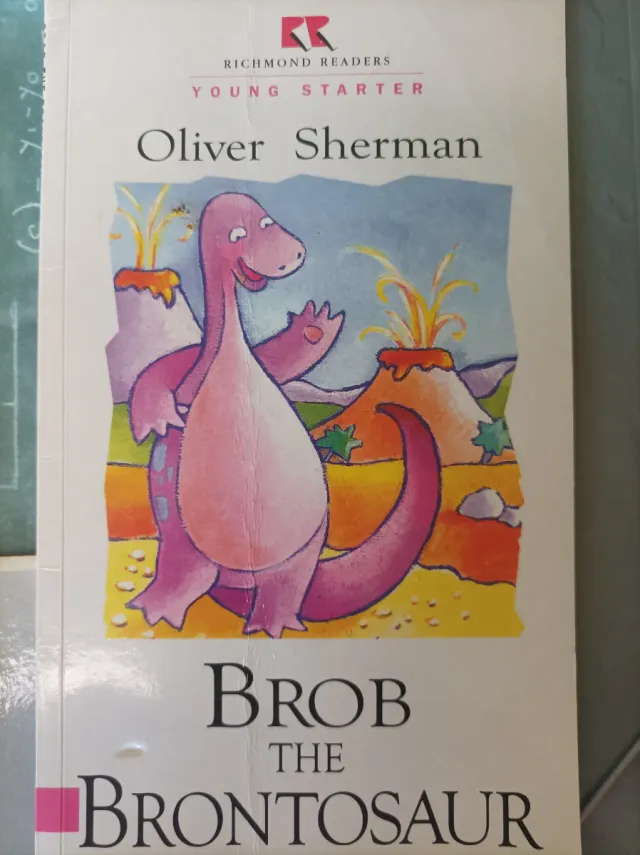 RICHMOND READERS
YOUNG STARTER
Oliver Sherman
BROB
THE
BRONTOSAUR